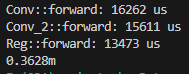 Conv::forward: 16262 us
Conv_2::forward: 15611 us
Reg::forward: 13473 us
0.3628m